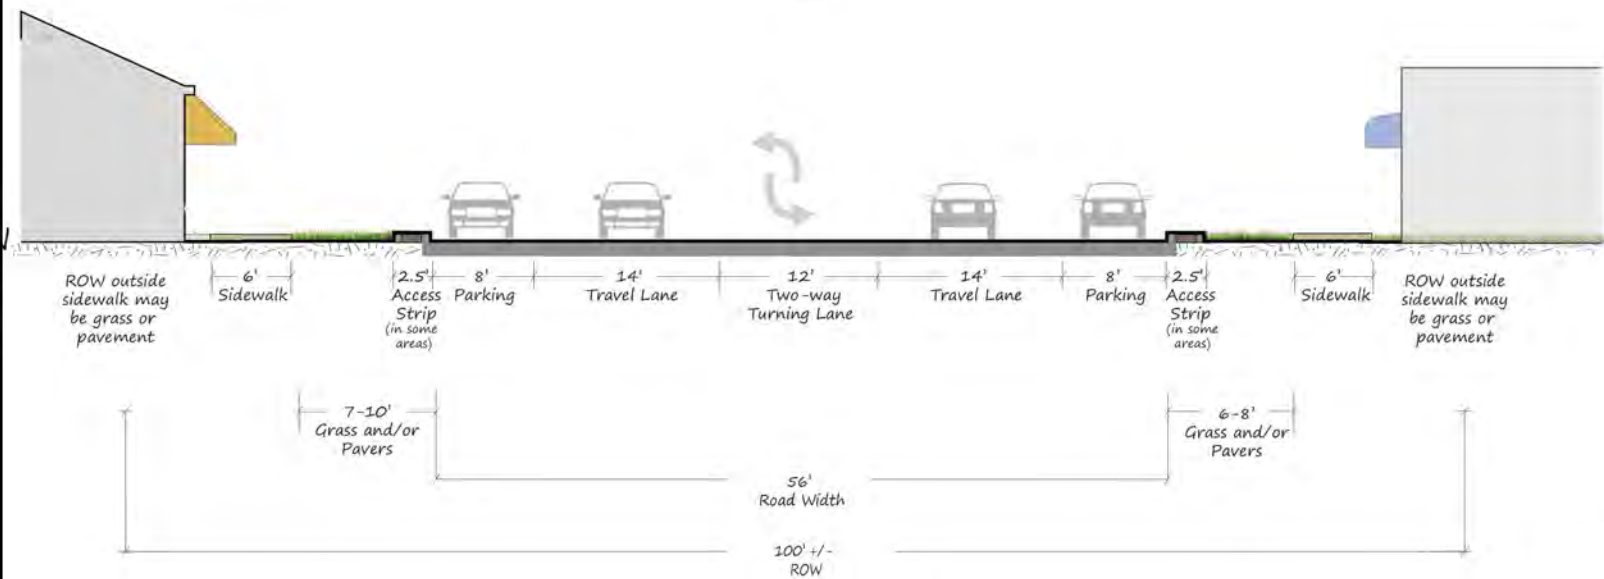 ROW outside
sidewalk may
be grass or
pavement
6'
Sidewalk
2.5'
Access
Strip
(in some
areas)
8'
Parking
14'
Travel Lane
12'
Two-way
Turning Lane
14'
Travel Lane
8'
Parking
2.5'
Access
Strip
(in some
areas)
6'
Sidewalk
ROW outside
sidewalk may
be grass or
pavement
7-10'
Grass and/or
Pavers
6-8'
Grass and/or
Pavers
56'
Road Width
100' +/-
ROW